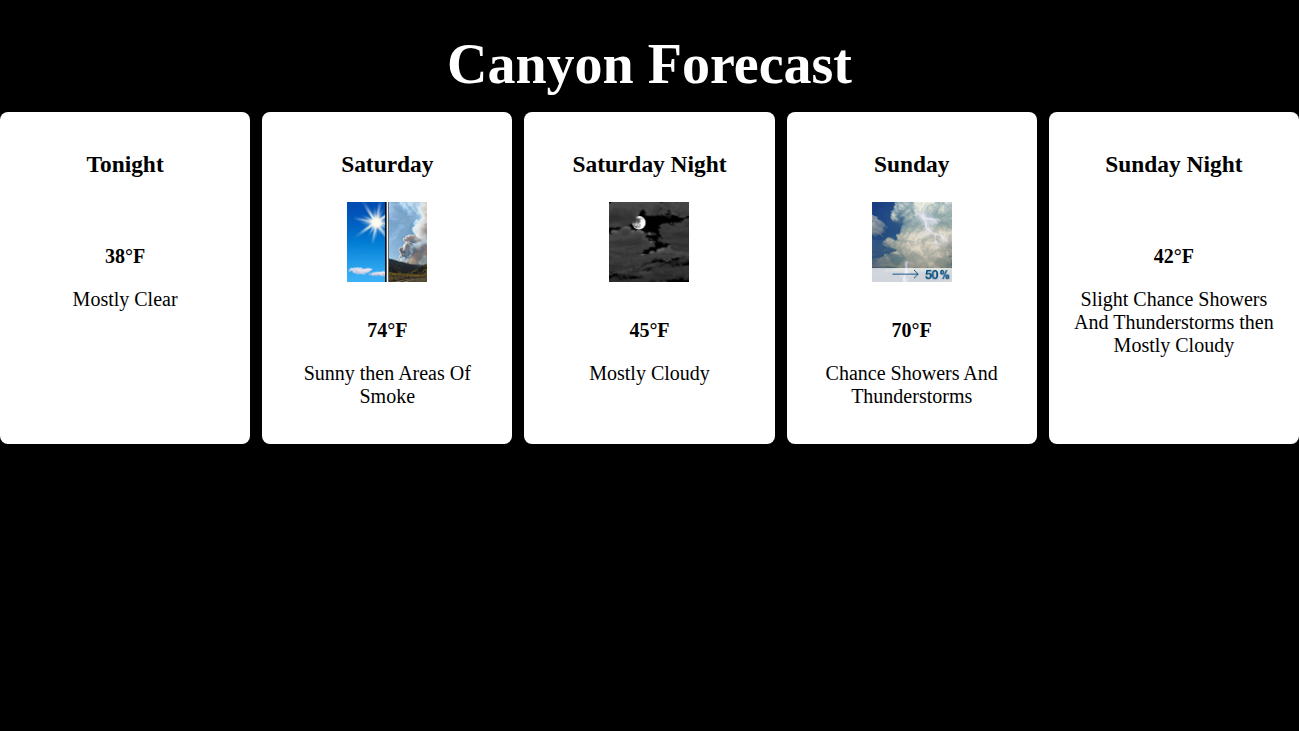 Canyon Forecast
Tonight
38°F
Mostly Clear
Saturday
74°F
Sunny then Areas Of
Smoke
Saturday Night
45°F
Mostly Cloudy
Sunday
50%
70°F
Chance Showers And
Thunderstorms
Sunday Night
42°F
Slight Chance Showers
And Thunderstorms then
Mostly Cloudy